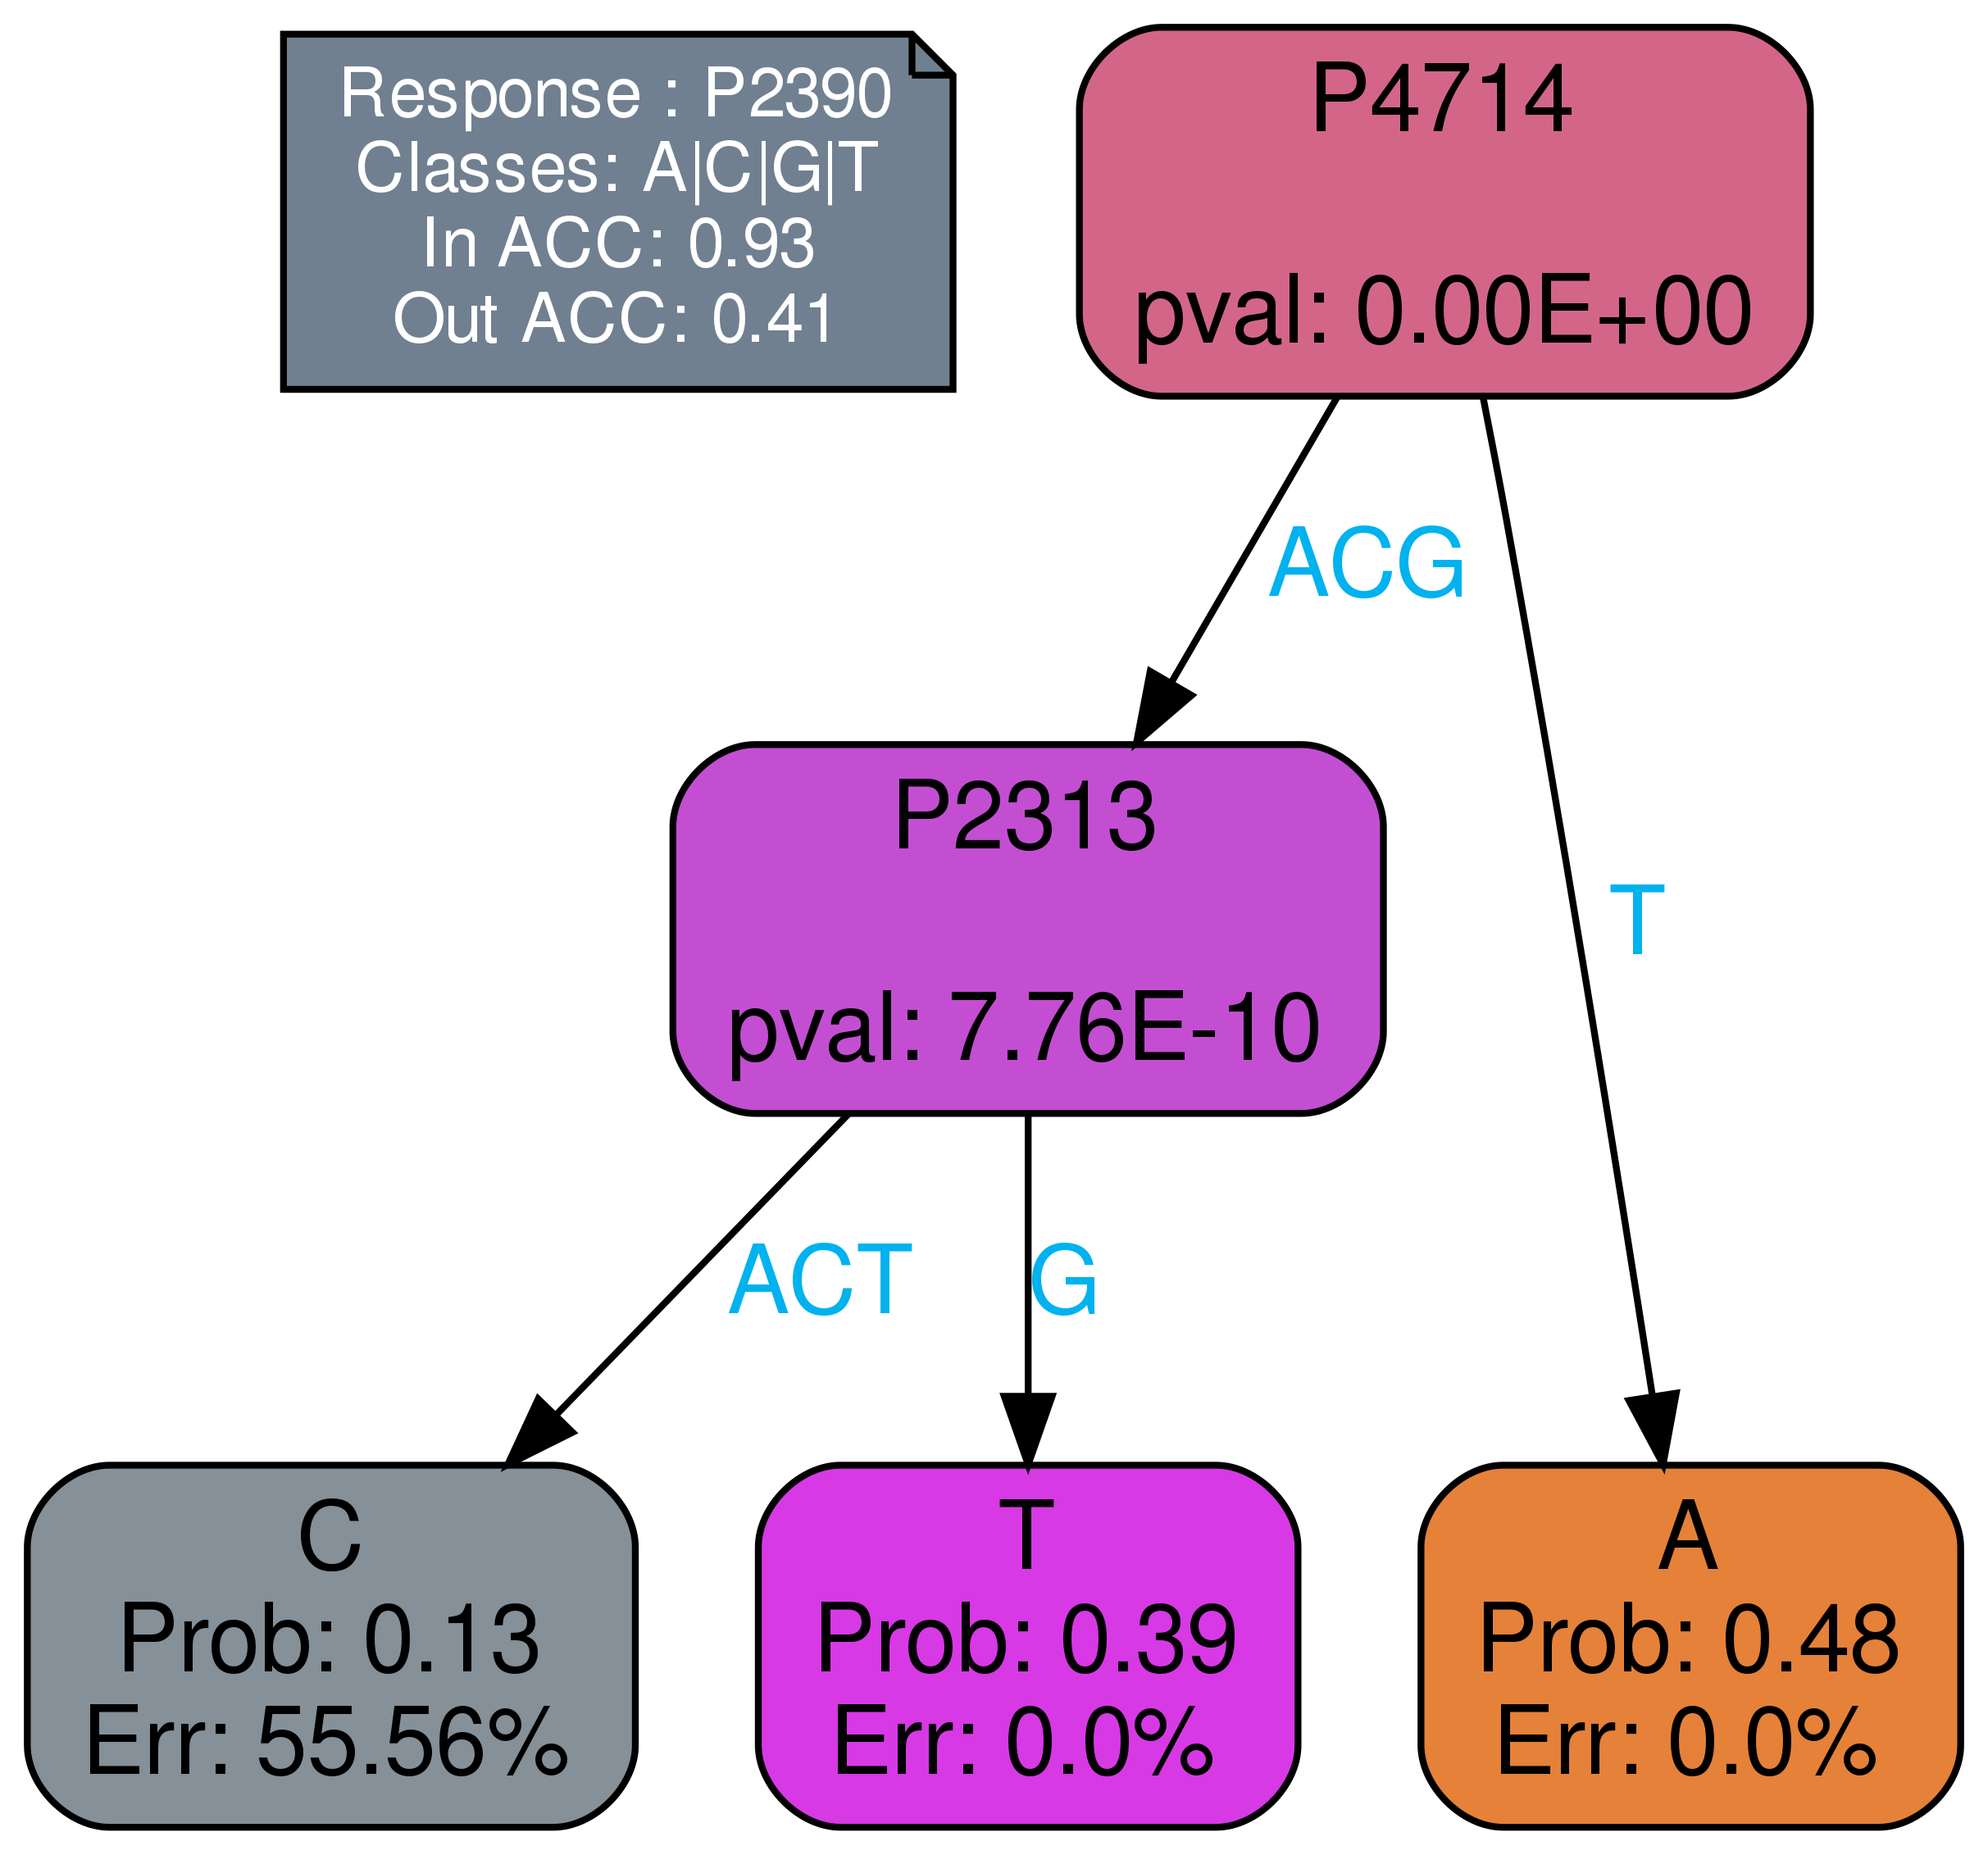 Response : P2390
Classes: A|C|G|T
In ACC: 0.93
Out ACC: 0.41
P4714
pval: 0.00E+00
ACG
T
P2313
pval: 7.76E-10
ACT
G
C
Prob: 0.13
Err: 55.56%
T
Prob: 0.39
Err: 0.0%
A
Prob: 0.48
Err: 0.0%